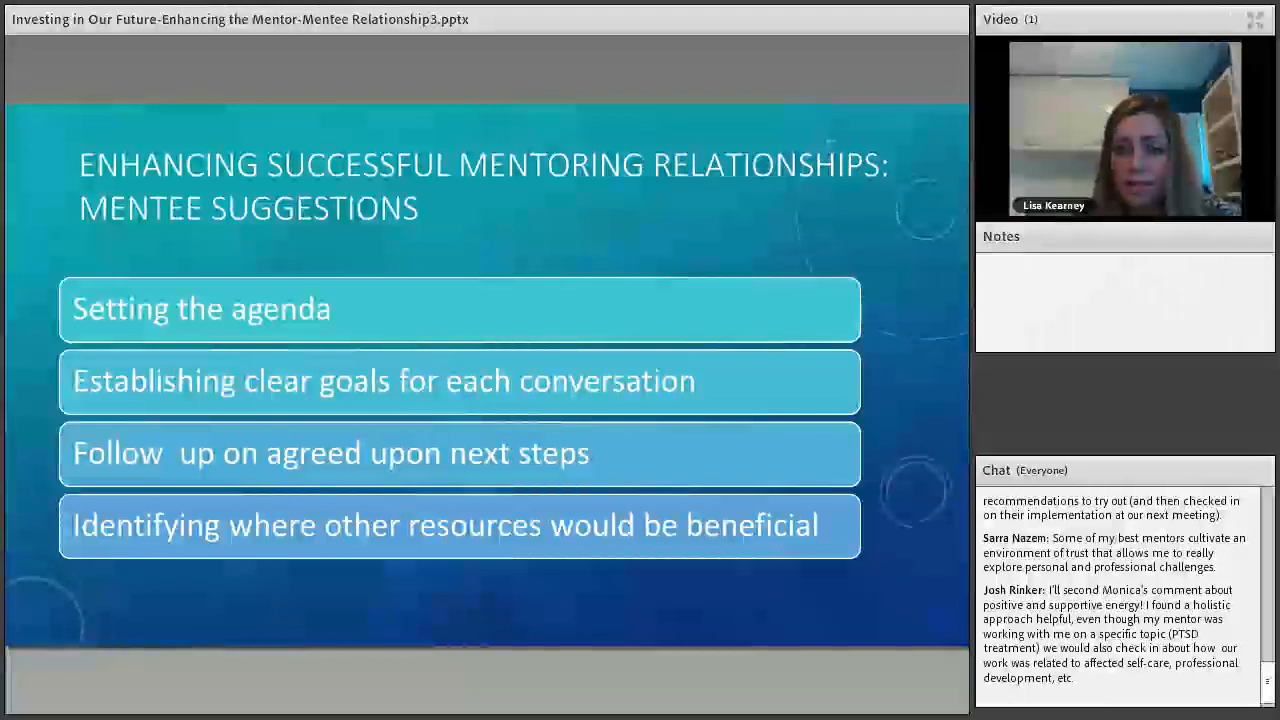 Investing in Our Future-Enhancing the Mentor-Mentee Relationship3.pptx
ENHANCING SUCCESSFUL MENTORING RELATIONSHIPS:
MENTEE SUGGESTIONS
Setting the agenda
Establishing clear goals for each conversation
Follow  up on agreed upon next steps
Identifying where other resources would be beneficial
Video (1)
Lisa Kearney
Notes
Chat (Everyone)
recommendations to try out (and then checked in
on their implementation at our next meeting).
Sarra Nazem: Some of my best mentors cultivate an
environment of trust that allows me to really
explore personal and professional challenges.
Josh Rinker: I'll second Monica's comment about
positive and supportive energy! I found a holistic
approach helpful, even though my mentor was
working with me on a specific topic (PTSD
treatment) we would also check in about how  our
work was related to affected self-care, professional
development, etc.